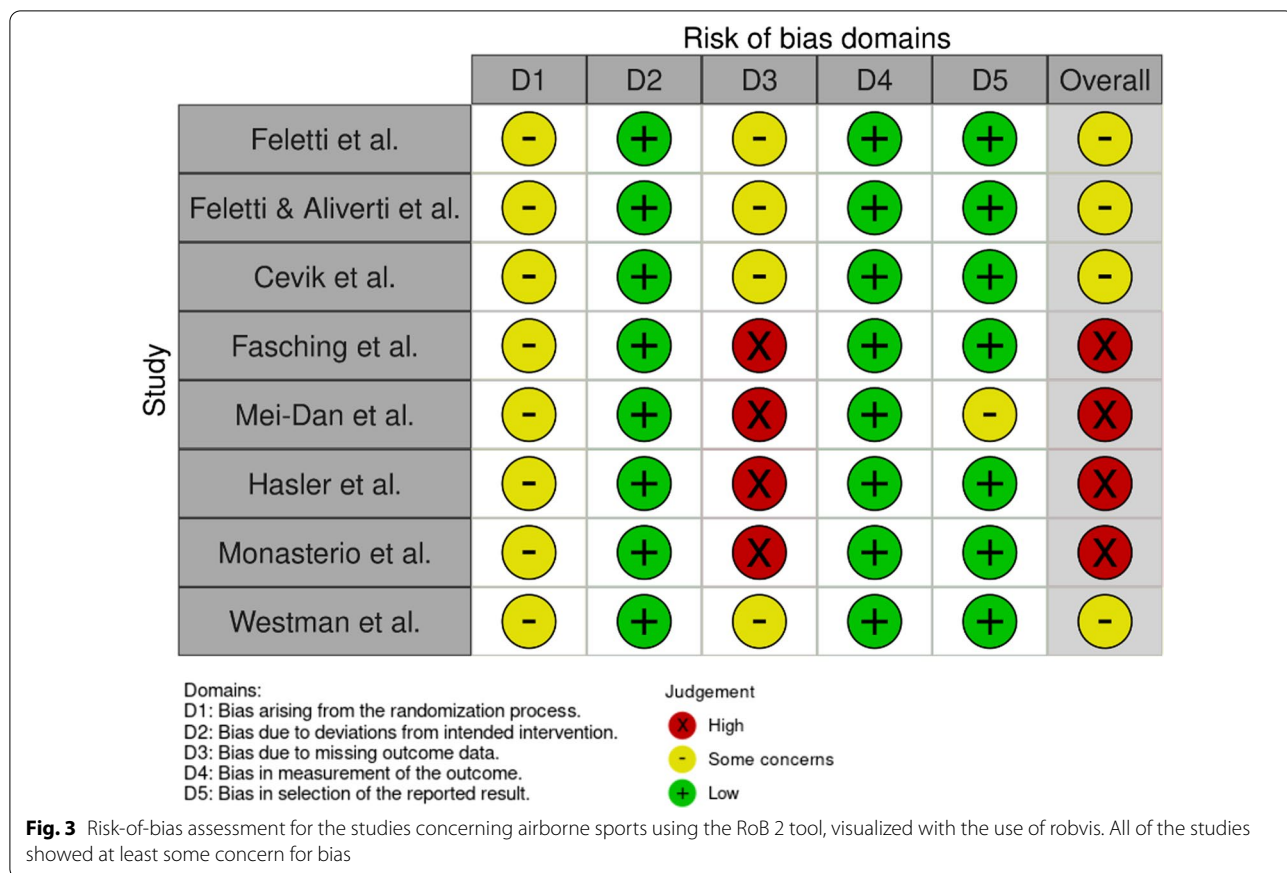 Risk of bias domains
D1 D2 D3 D4 D5 Overall
Study
Feletti et al. - + - + + -
Feletti & Aliverti et al. - + - + + -
Cevik et al. - + - + + -
Fasching et al. - + X + + X
Mei-Dan et al. - + X + - X
Hasler et al. - + X + + X
Monasterio et al. - + X + + X
Westman et al. - + - + + -
Domains:
D1: Bias arising from the randomization process.
D2: Bias due to deviations from intended intervention.
D3: Bias due to missing outcome data.
D4: Bias in measurement of the outcome.
D5: Bias in selection of the reported result.
Judgement
X High
- Some concerns
+ Low
Fig. 3 Risk-of-bias assessment for the studies concerning airborne sports using the RoB 2 tool, visualized with the use of robvis. All of the studies
showed at least some concern for bias